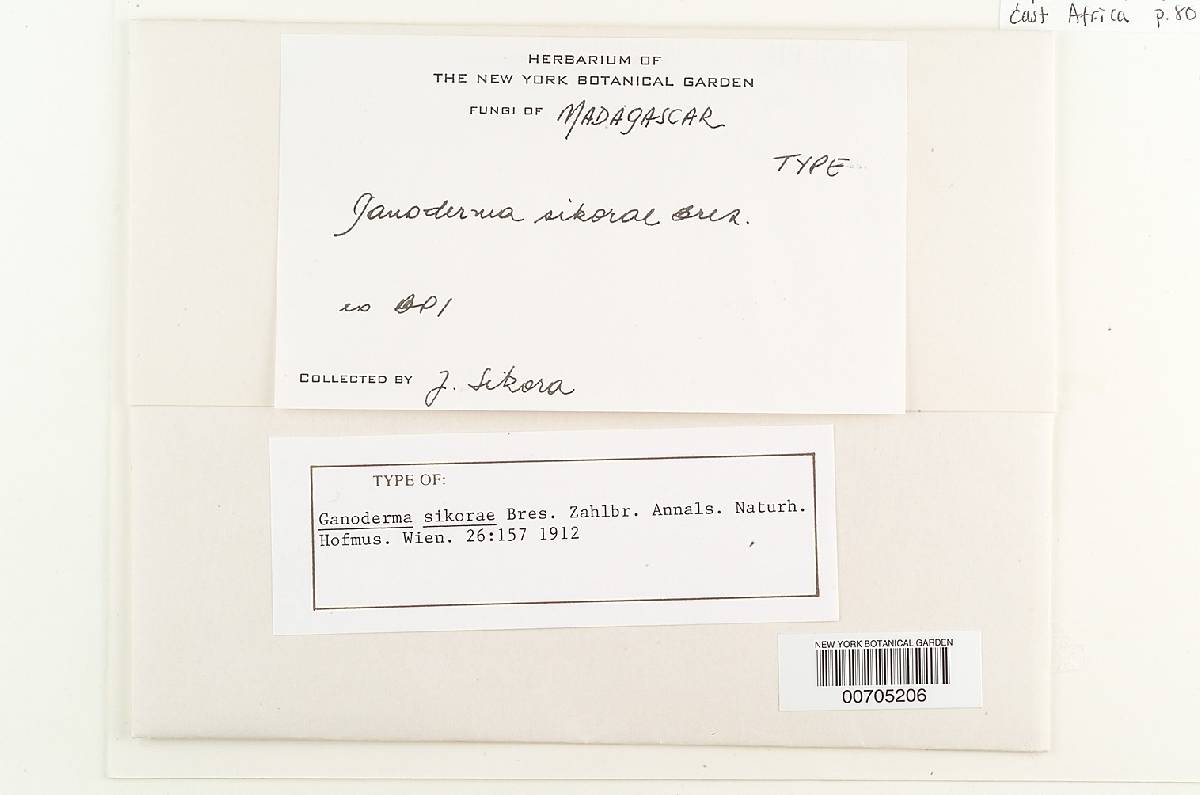 East Africa p.80
HERBARIUM OF
THE NEW YORK BOTANICAL GARDEN
FUNGI OF MADAGASCAR
TYPE
Ganoderma sikorae Bres.
ex BPI
COLLECTED BY J. Sikora
TYPE OF:
Ganoderma sikorae Bres. Zahlbr. Annals. Naturh.
Hofmus. Wien. 26:157 1912
NEW YORK BOTANICAL GARDEN
00705206